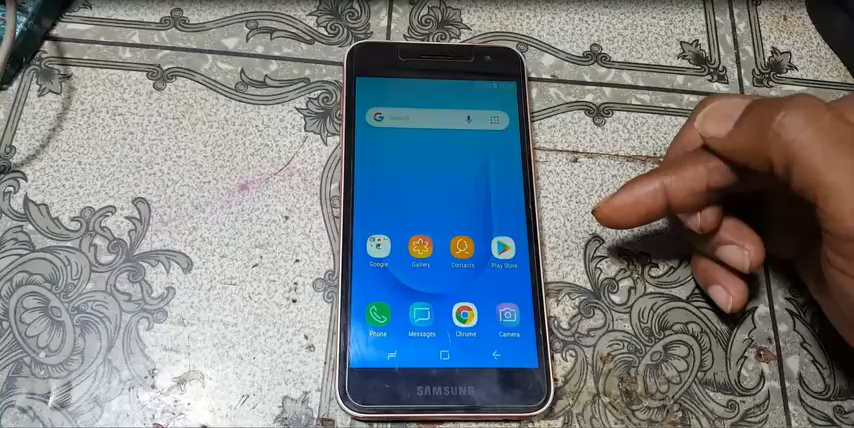 Search
Google
Gallery
Contacts
Play Store
Phone
Messages
Chrome
Camera
SAMSUNG